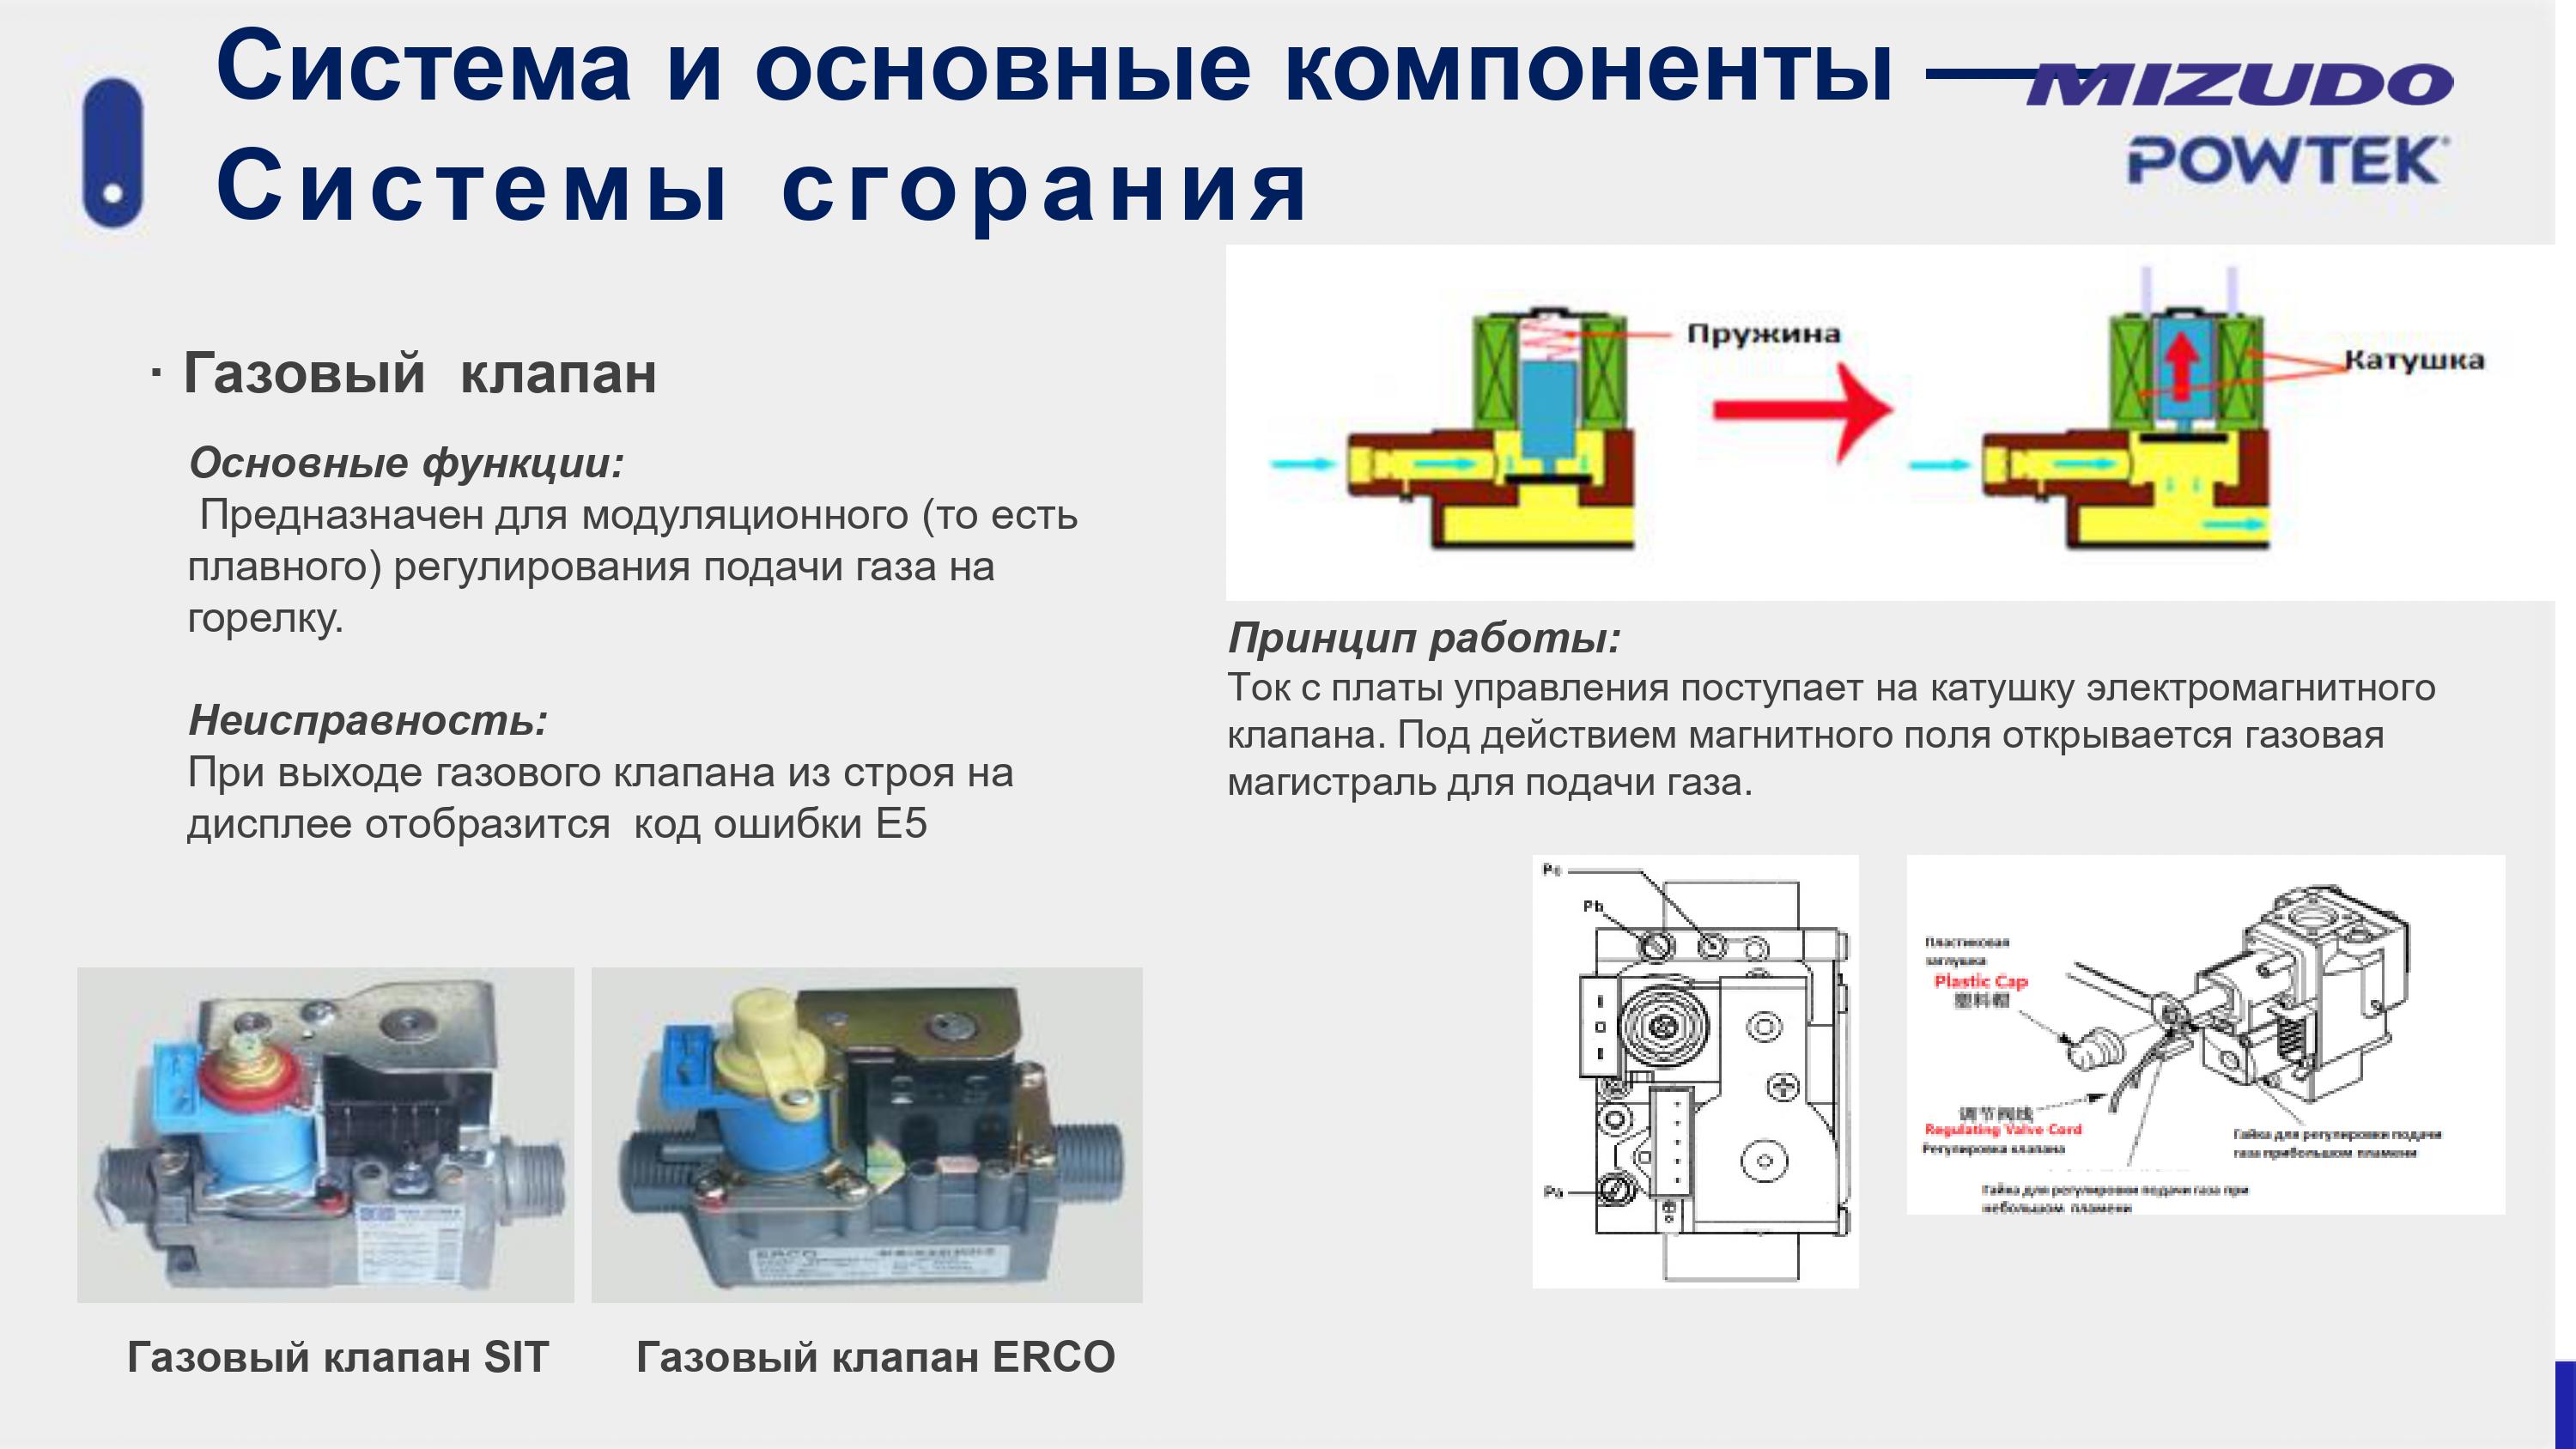 Система и основные компоненты —
Системы сгорания
MIZUDO
POWTEK
· Газовый клапан
Основные функции:
Предназначен для модуляционного (то есть
плавного) регулирования подачи газа на
горелку.
Неисправность:
При выходе газового клапана из строя на
дисплее отобразится код ошибки E5
Пружина
Катушка
Принцип работы:
Ток с платы управления поступает на катушку электромагнитного
клапана. Под действием магнитного поля открывается газовая
магистраль для подачи газа.
Pc
Pb
Pa
Пластиковая
заглушка
Plastic Cap
塑料帽
调节阀线
Regulating Valve Cord
Регулировка клапана
Гайка для регулировки подачи
газа прибольшом пламени
Гайка для регулировки подачи газа при
небольшом пламени
ERCO
Газовый клапан SIT
Газовый клапан ERCO